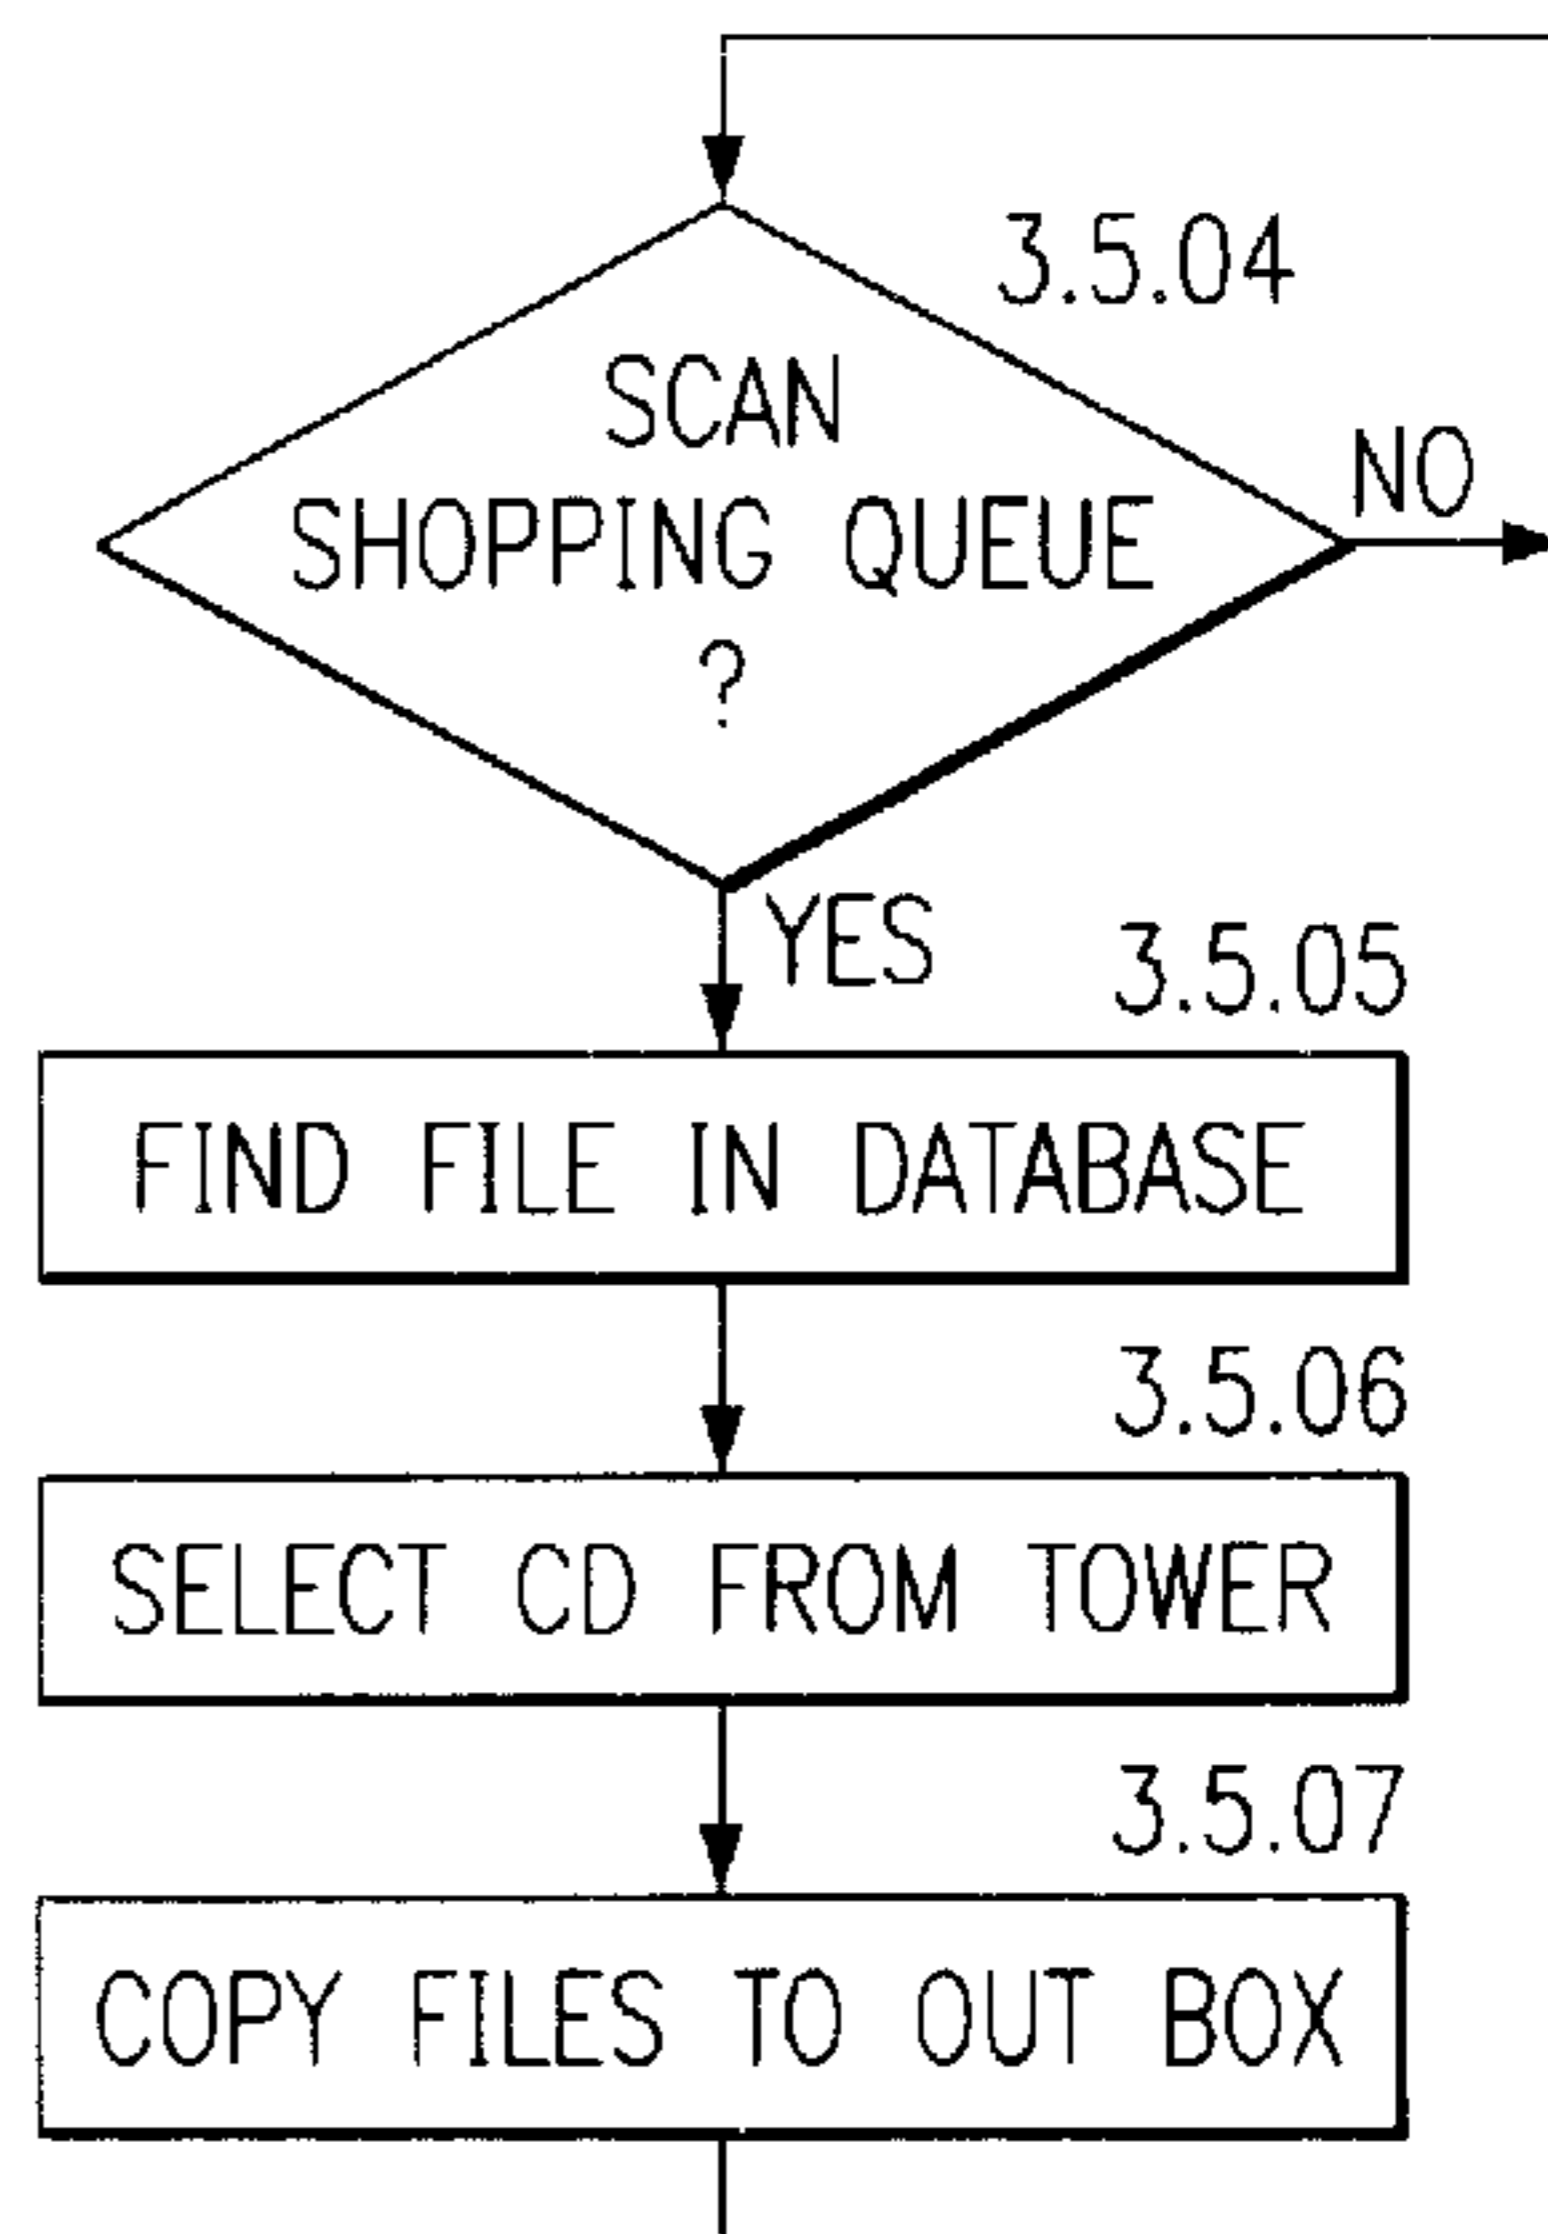 3.5.04
SCAN
SHOPPING QUEUE
?
NO
YES
3.5.05
FIND FILE IN DATABASE
3.5.06
SELECT CD FROM TOWER
3.5.07
COPY FILES TO OUT BOX